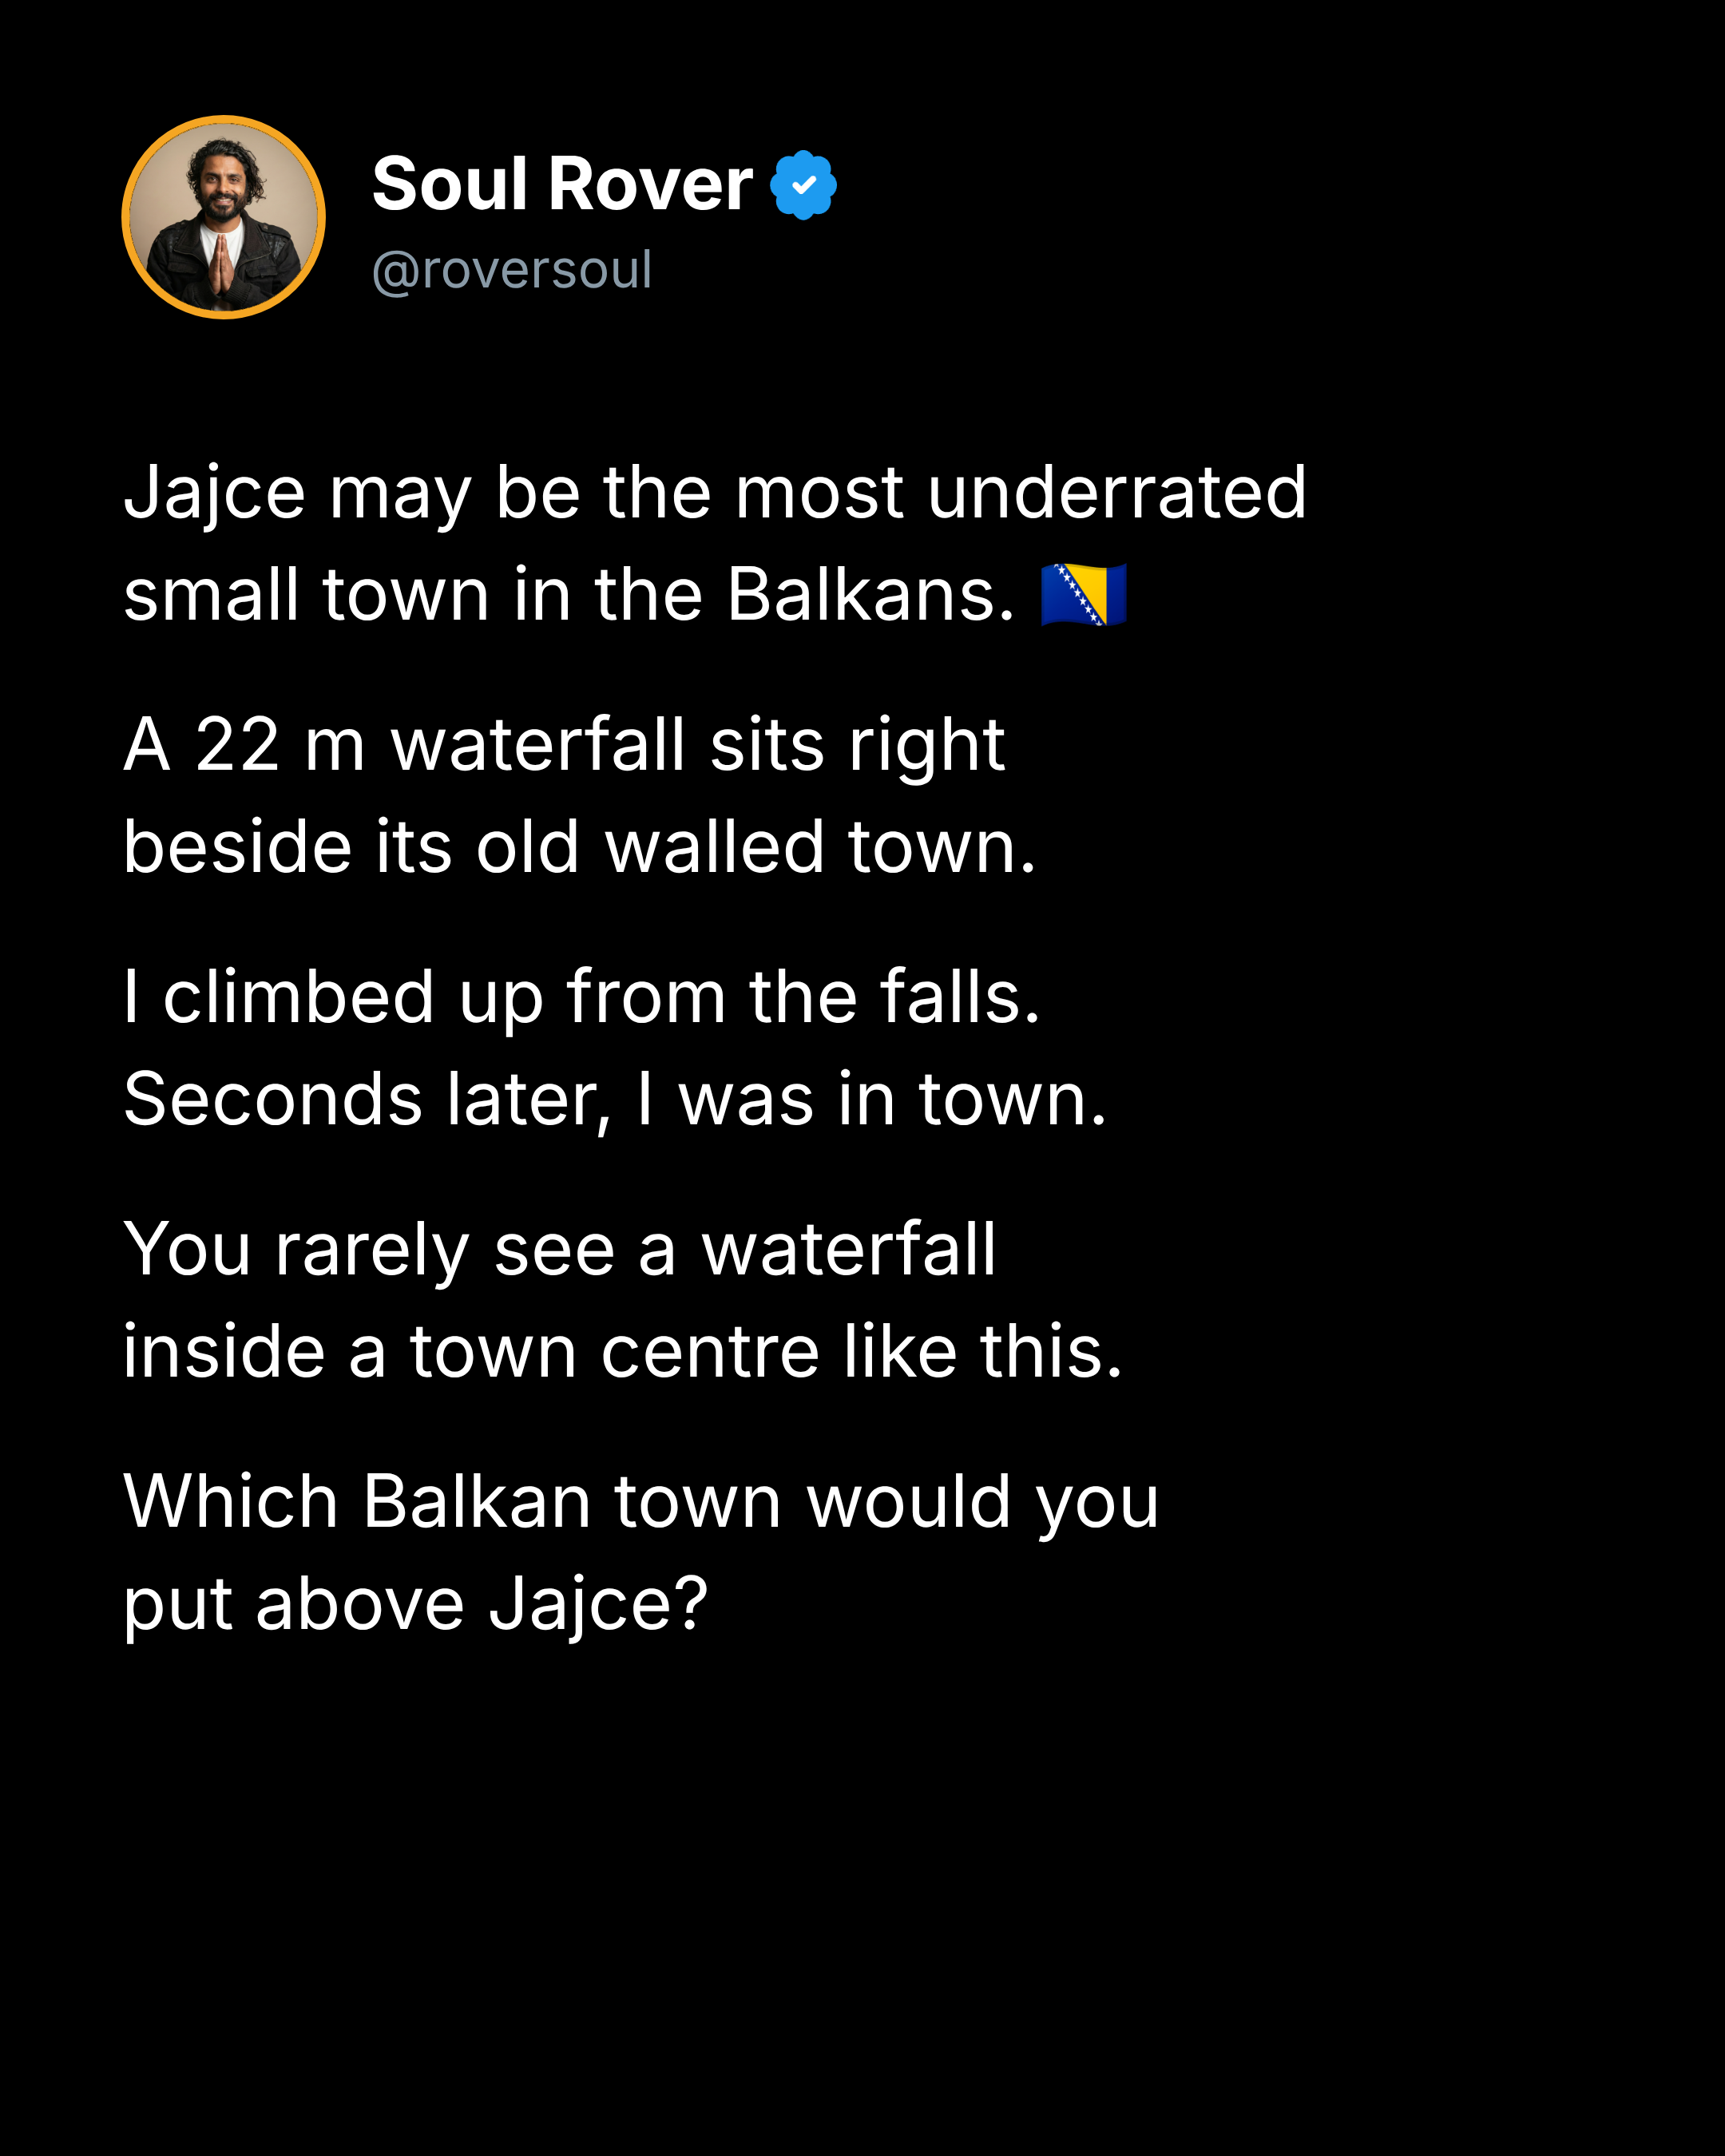 Soul Rover
@roversoul
Jajce may be the most underrated
small town in the Balkans. 🇧🇦
A 22 m waterfall sits right
beside its old walled town.
I climbed up from the falls.
Seconds later, I was in town.
You rarely see a waterfall
inside a town centre like this.
Which Balkan town would you
put above Jajce?